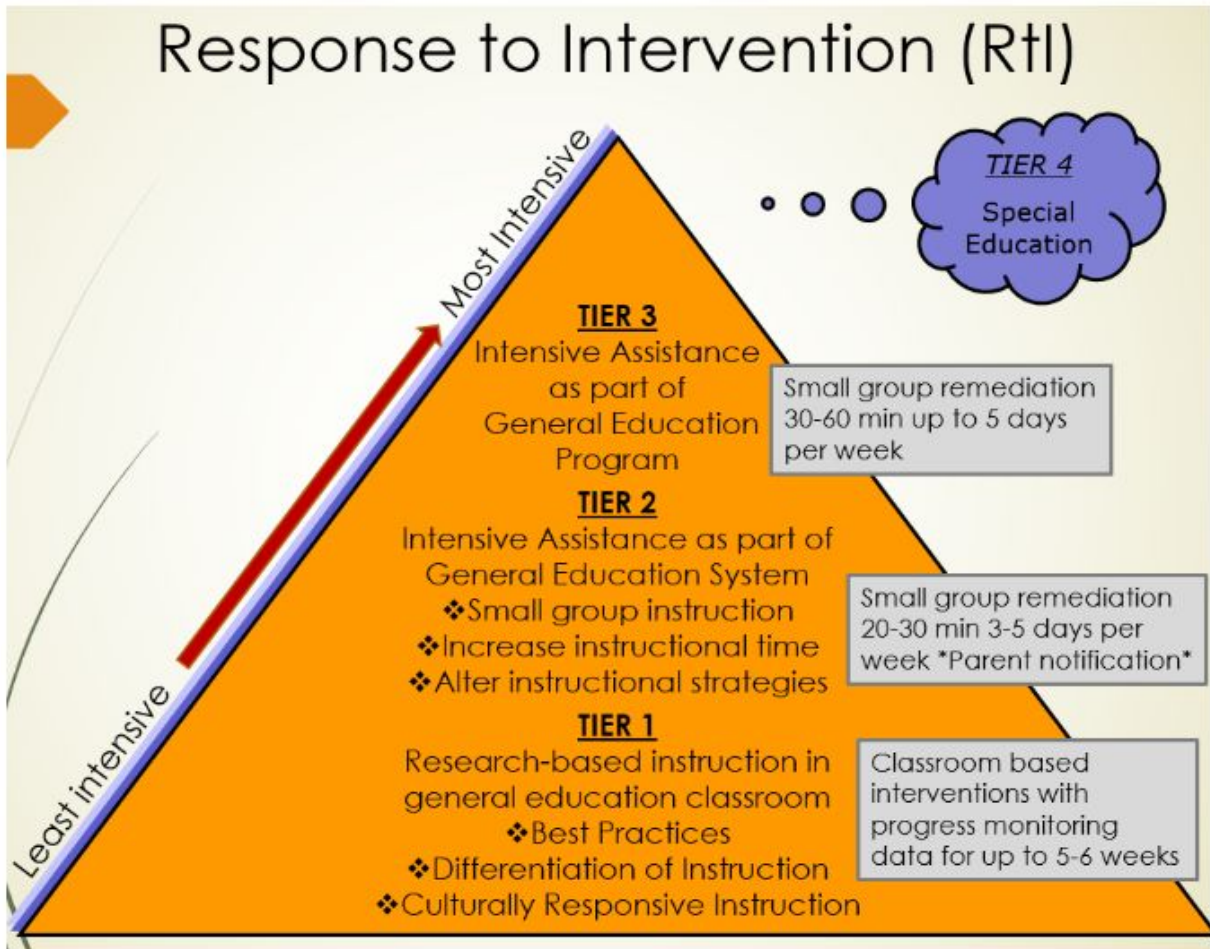 Response to Intervention (RtI)
TIER 4
Special
Education
Most Intensive
Least intensive
TIER 3
Intensive Assistance
as part of
General Education
Program
Small group remediation
30-60 min up to 5 days
per week
TIER 2
Intensive Assistance as part of
General Education System
❖Small group instruction
❖Increase instructional time
❖Alter instructional strategies
Small group remediation
20-30 min 3-5 days per
week *Parent notification*
TIER 1
Research-based instruction in
general education classroom
❖Best Practices
❖Differentiation of Instruction
❖Culturally Responsive Instruction
Classroom based
interventions with
progress monitoring
data for up to 5-6 weeks